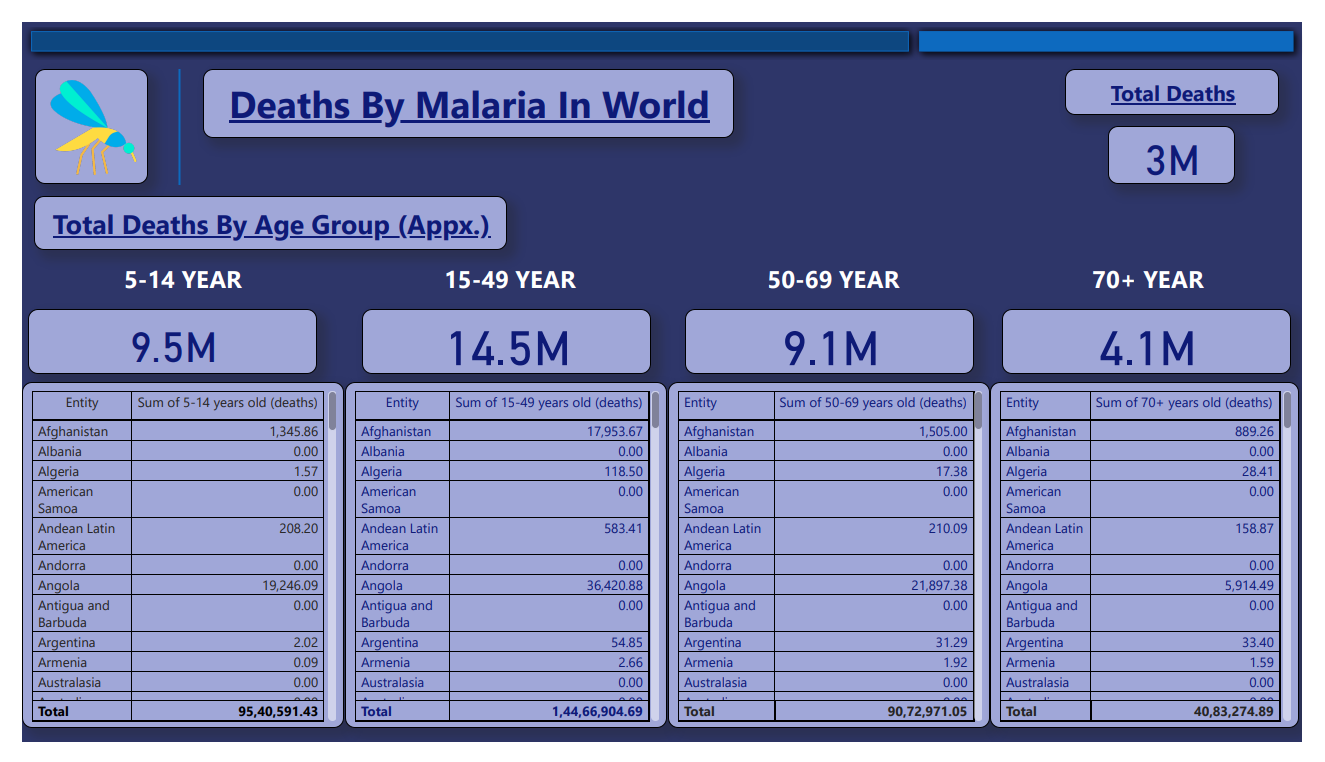 Deaths By Malaria In World
Total Deaths
3M
Total Deaths By Age Group (Appx.)
5-14 YEAR
15-49 YEAR
50-69 YEAR
70+ YEAR
9.5M
14.5M
9.1M
4.1M
Entity Sum of 5-14 years old (deaths)
Afghanistan 1,345.86
Albania 0.00
Algeria 1.57
American 0.00
Samoa
Andean Latin 208.20
America
Andorra 0.00
Angola 19,246.09
Antigua and 0.00
Barbuda
Argentina 2.02
Armenia 0.09
Australasia 0.00
Total 95,40,591.43
Entity Sum of 15-49 years old (deaths)
Afghanistan 17,953.67
Albania 0.00
Algeria 118.50
American 0.00
Samoa
Andean Latin 583.41
America
Andorra 0.00
Angola 36,420.88
Antigua and 0.00
Barbuda
Argentina 54.85
Armenia 2.66
Australasia 0.00
Total 1,44,66,904.69
Entity Sum of 50-69 years old (deaths)
Afghanistan 1,505.00
Albania 0.00
Algeria 17.38
American 0.00
Samoa
Andean Latin 210.09
America
Andorra 0.00
Angola 21,897.38
Antigua and 0.00
Barbuda
Argentina 31.29
Armenia 1.92
Australasia 0.00
Total 90,72,971.05
Entity Sum of 70+ years old (deaths)
Afghanistan 889.26
Albania 0.00
Algeria 28.41
American 0.00
Samoa
Andean Latin 158.87
America
Andorra 0.00
Angola 5,914.49
Antigua and 0.00
Barbuda
Argentina 33.40
Armenia 1.59
Australasia 0.00
Total 40,83,274.89